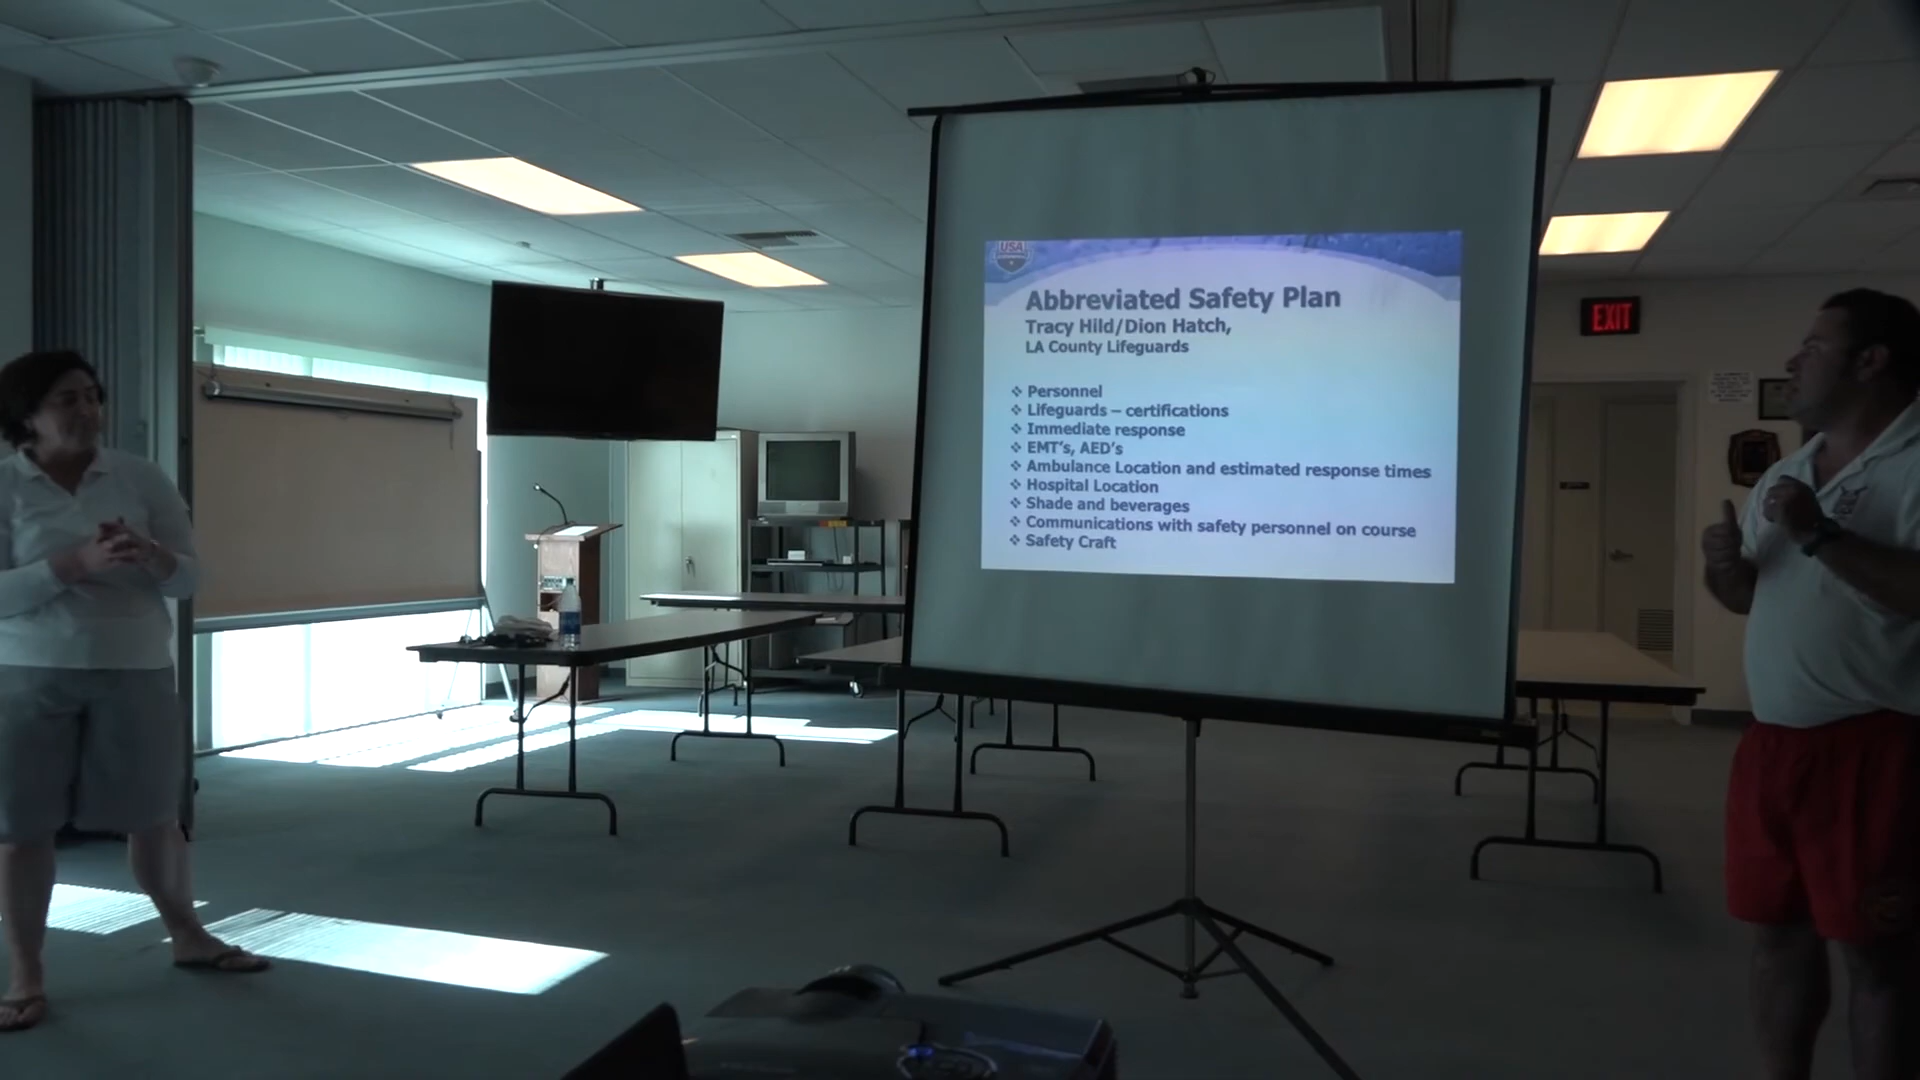 USA
Abbreviated Safety Plan
Tracy Hild/Dion Hatch,
LA County Lifeguards
❖ Personnel
❖ Lifeguards – certifications
❖ Immediate response
❖ EMT's, AED's
❖ Ambulance Location and estimated response times
❖ Hospital Location
❖ Shade and beverages
❖ Communications with safety personnel on course
❖ Safety Craft
EXIT